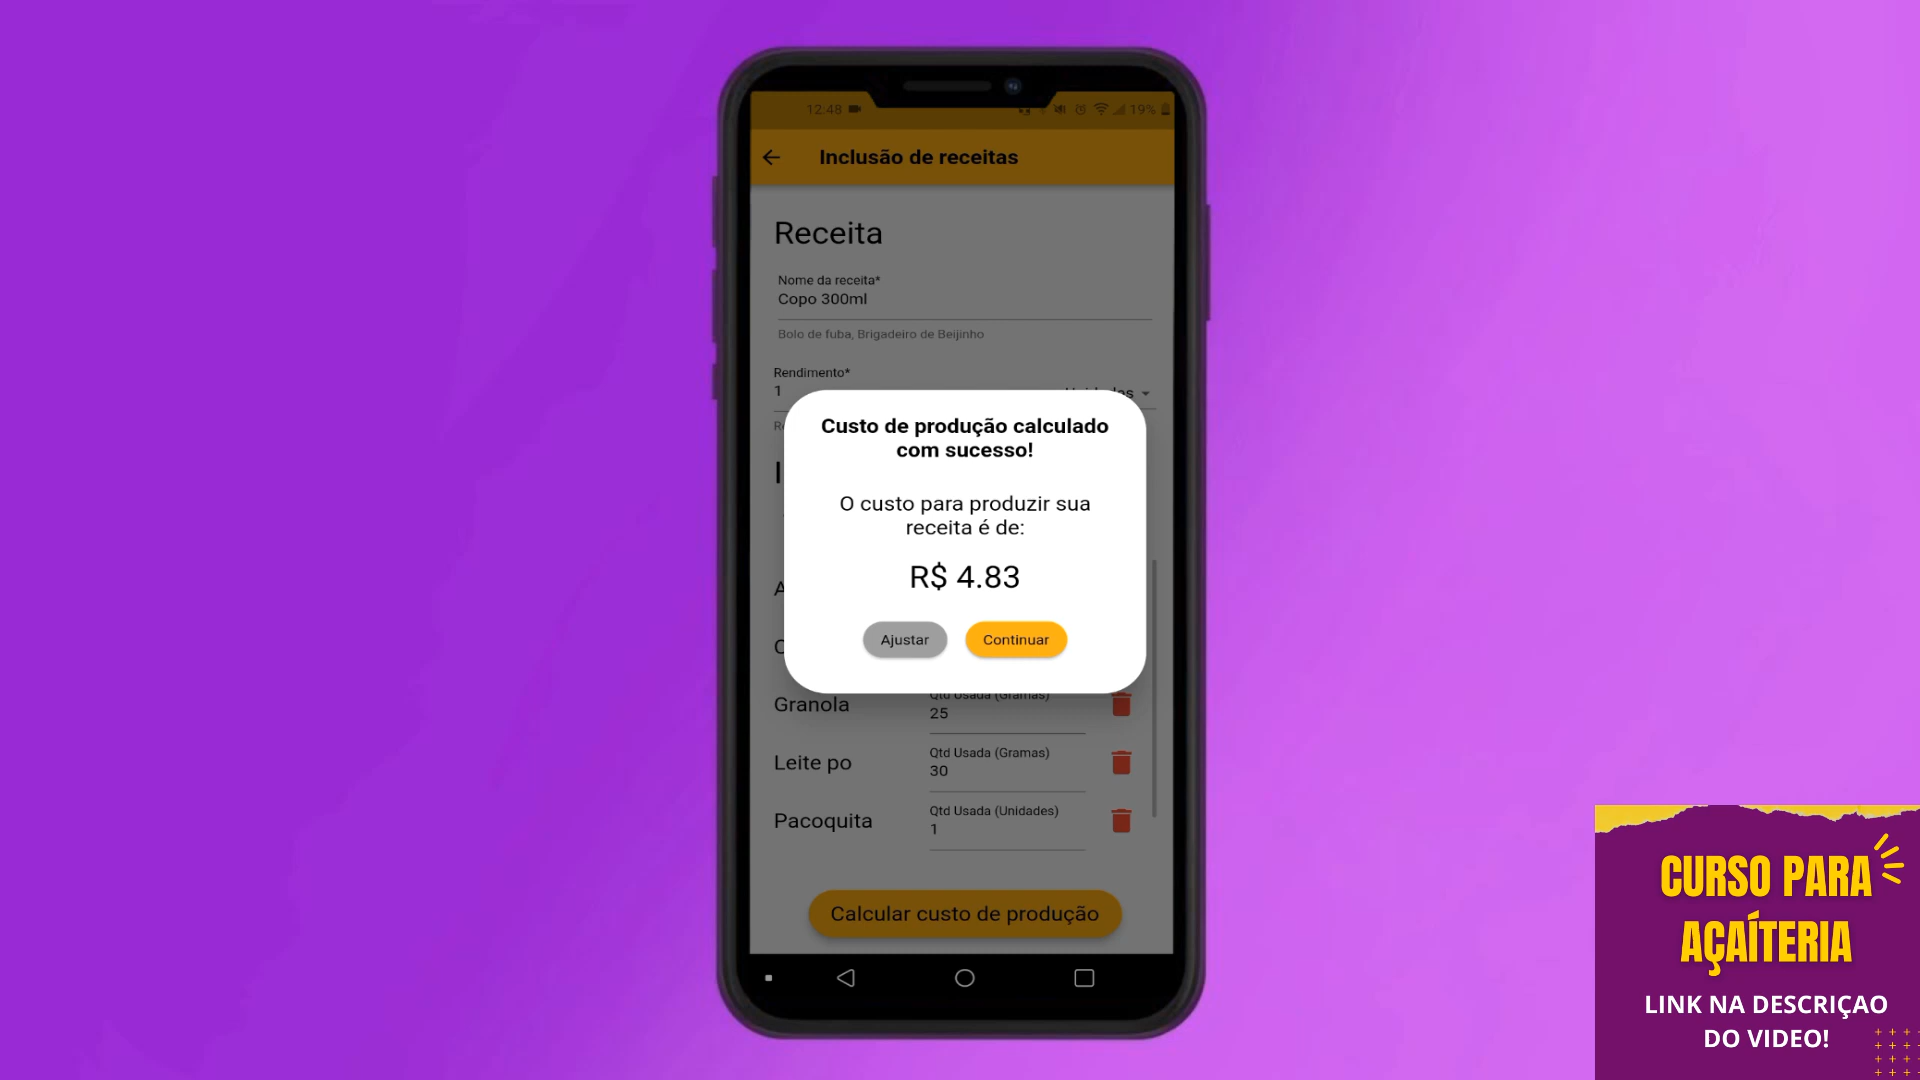 12:48
19%
Inclusão de receitas
Receita
Nome da receita*
Copo 300ml
Bolo de fuba, Brigadeiro de Beijinho
Rendimento*
1
Custo de produção calculado
com sucesso!
O custo para produzir sua
receita é de:
R$ 4.83
Ajustar
Continuar
Qtd Usada (Gramas)
Granola
25
Qtd Usada (Gramas)
Leite po
30
Qtd Usada (Unidades)
Pacoquita
1
Calcular custo de produção
CURSO PARA
AÇAÍTERIA
LINK NA DESCRIÇAO
DO VIDEO!